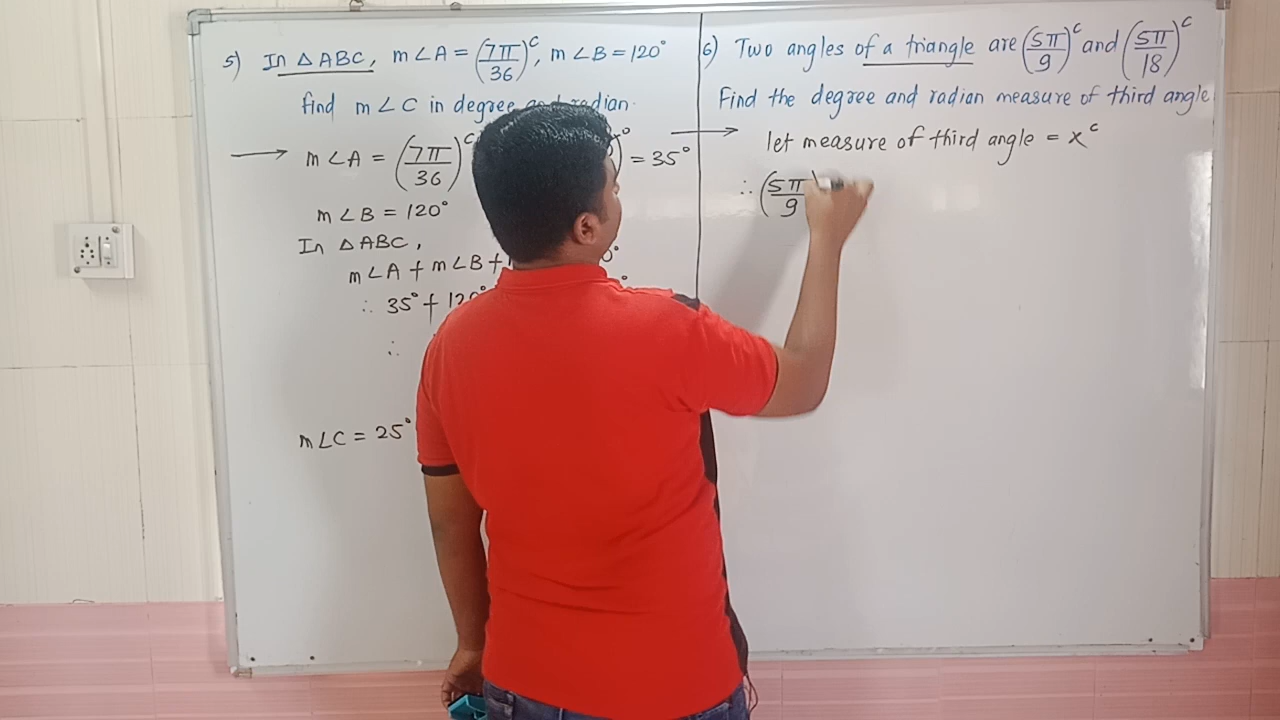 5) In △ABC, m∠A = (7π/36)ᶜ, m∠B = 120°
find m∠C in degree and radian.
→ m∠A = (7π/36)ᶜ = 35°
m∠B = 120°
In △ABC,
m∠A + m∠B +
∴ 35° + 120°
∴
m∠C = 25°
6) Two angles of a triangle are (5π/9)ᶜ and (5π/18)ᶜ
Find the degree and radian measure of third angle
→ let measure of third angle = xᶜ
∴ (5π/9)